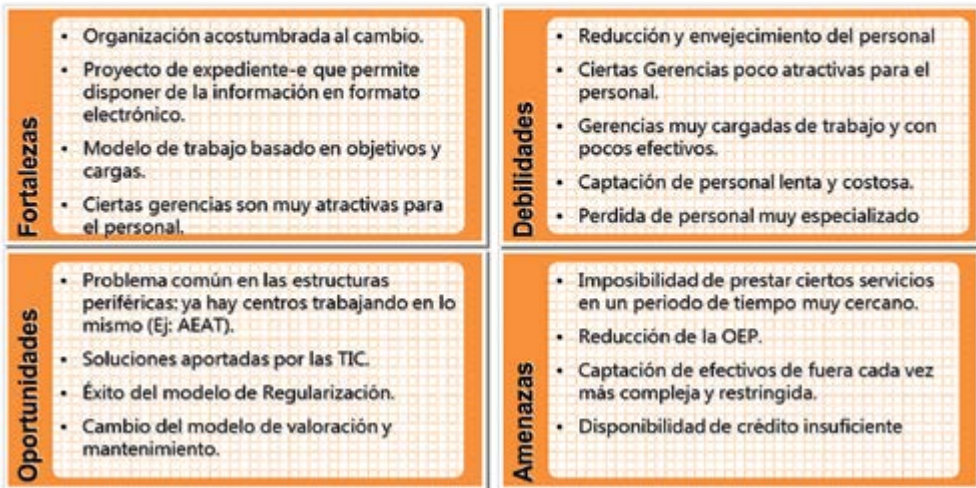 Fortalezas
• Organización acostumbrada al cambio.
• Proyecto de expediente-e que permite
disponer de la información en formato
electrónico.
• Modelo de trabajo basado en objetivos y
cargas.
• Ciertas gerencias son muy atractivas para
el personal.
Debilidades
• Reducción y envejecimiento del personal
• Ciertas Gerencias poco atractivas para el
personal.
• Gerencias muy cargadas de trabajo y con
pocos efectivos.
• Captación de personal lenta y costosa.
• Perdida de personal muy especializado
Oportunidades
• Problema común en las estructuras
periféricas: ya hay centros trabajando en lo
mismo (Ej: AEAT).
• Soluciones aportadas por las TIC.
• Éxito del modelo de Regularización.
• Cambio del modelo de valoración y
mantenimiento.
Amenazas
• Imposibilidad de prestar ciertos servicios
en un periodo de tiempo muy cercano.
• Reducción de la OEP.
• Captación de efectivos de fuera cada vez
más compleja y restringida.
• Disponibilidad de crédito insuficiente